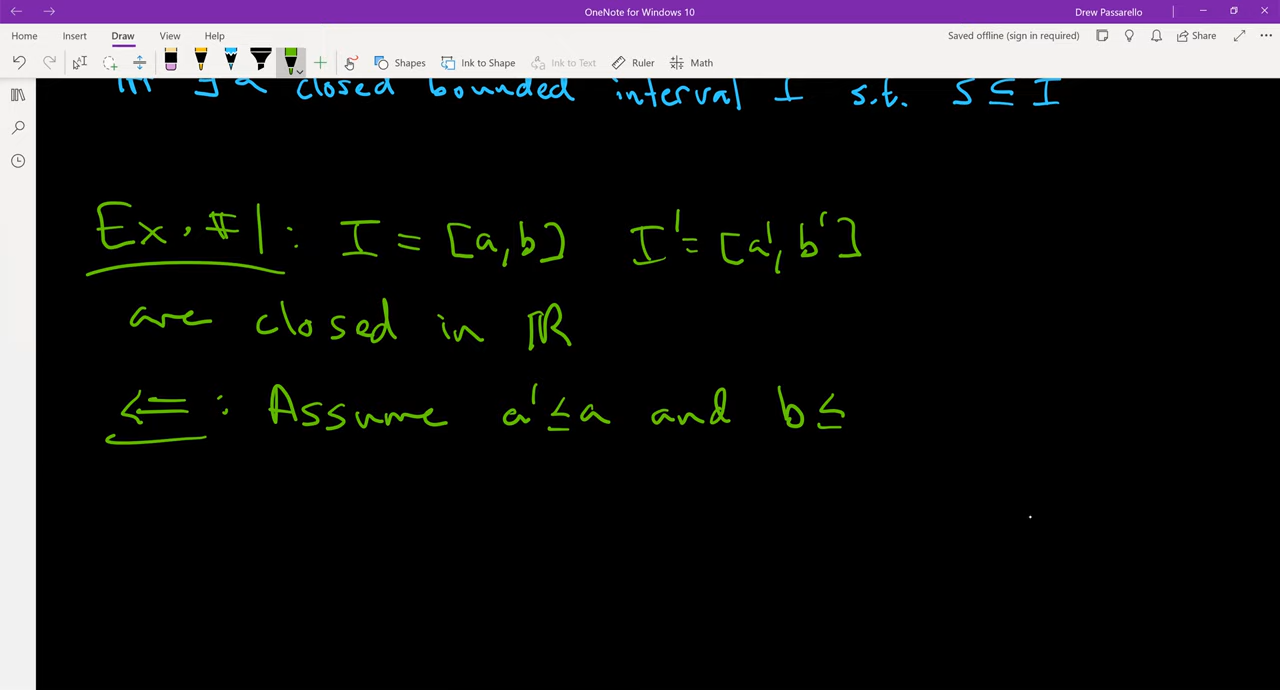 OneNote for Windows 10
Drew Passarello
Home Insert Draw View Help
Saved offline (sign in required)
Share
Shapes
Ink to Shape
Ink to Text
Ruler
Math
iff ∃ a closed bounded interval I s.t. S ⊆ I
Ex. #1: I = [a,b] I' = [a', b']
are closed in ℝ
⇐: Assume a' ≤ a and b ≤